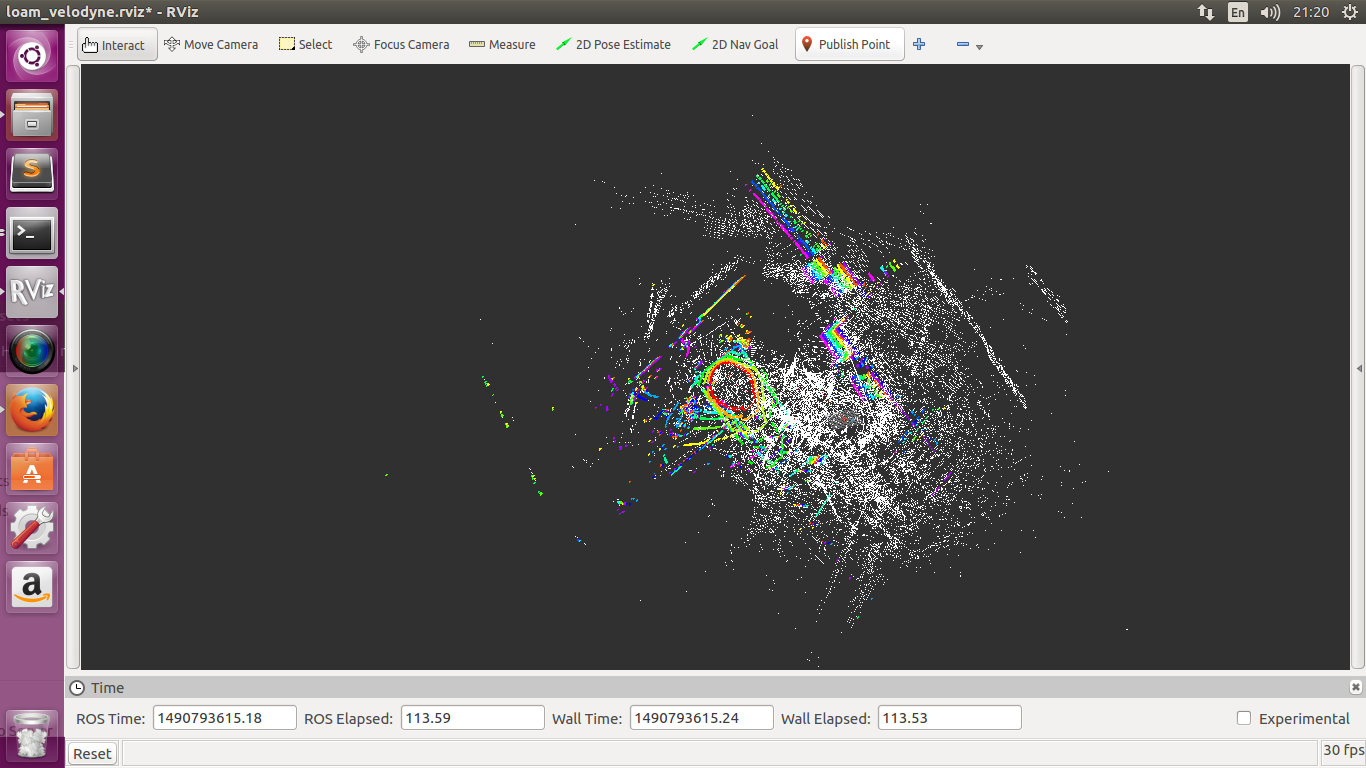 loam_velodyne.rviz* - RViz
En
21:20
Interact
Move Camera
Select
Focus Camera
Measure
2D Pose Estimate
2D Nav Goal
Publish Point
S
>_
RViz
A
a
Time
ROS Time: 1490793615.18 ROS Elapsed: 113.59 Wall Time: 1490793615.24 Wall Elapsed: 113.53 Experimental
Reset
30 fps